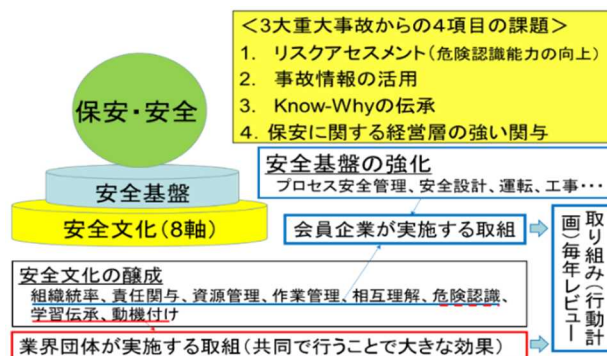 <3大重大事故からの4項目の課題>
1. リスクアセスメント(危険認識能力の向上)
2. 事故情報の活用
3. Know-Whyの伝承
4. 保安に関する経営層の強い関与
保安・安全
安全基盤
安全文化(8軸)
安全基盤の強化
プロセス安全管理、安全設計、運転、工事・・・
会員企業が実施する取組
安全文化の醸成
組織統率、責任関与、資源管理、作業管理、相互理解、危険認識、
学習伝承、動機付け
業界団体が実施する取組(共同で行うことで大きな効果)
取り組み(行動計
画)毎年レビュー